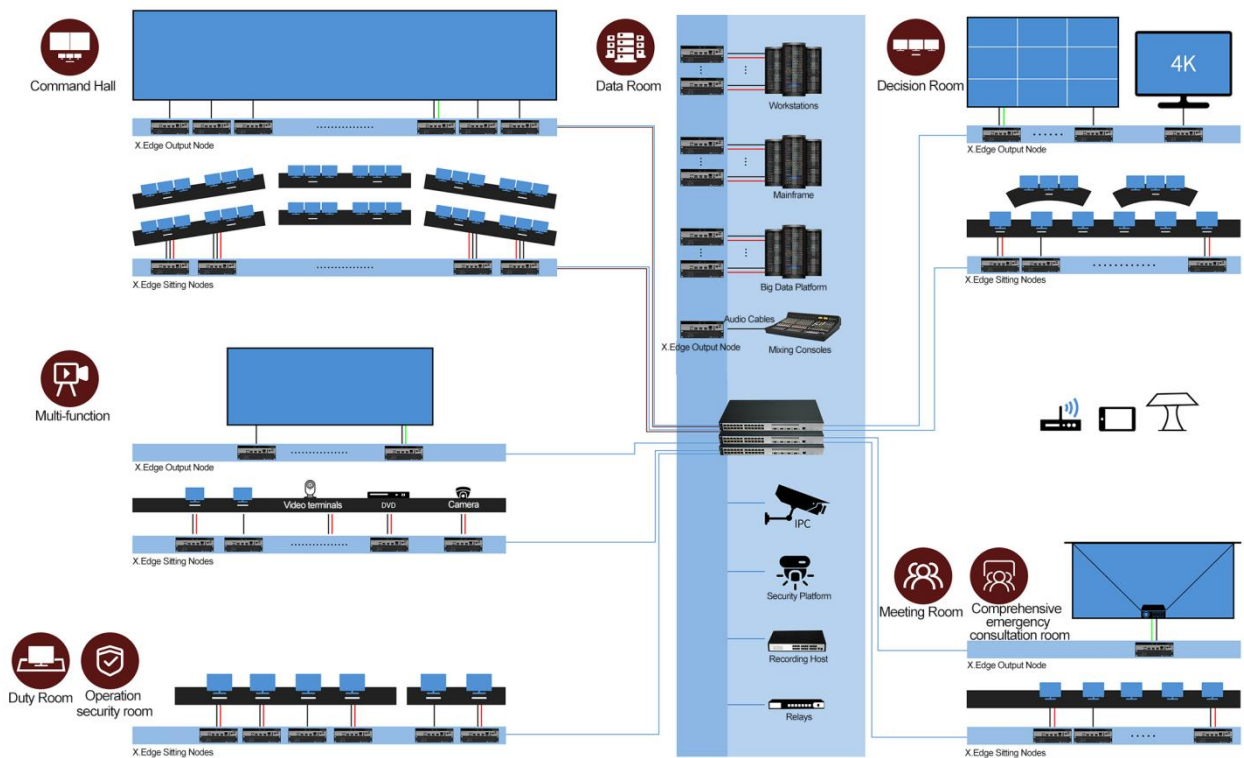 Command Hall
X.Edge Output Node
X.Edge Sitting Nodes
Multi-function
X.Edge Output Node
Video terminals
DVD
Camera
X.Edge Sitting Nodes
Duty Room
Operation
security room
X.Edge Sitting Nodes
Data Room
Workstations
Mainframe
Big Data Platform
Audio Cables
X.Edge Output Node
Mixing Consoles
IPC
Security Platform
Recording Host
Relays
Decision Room
4K
X.Edge Output Node
X.Edge Sitting Nodes
Meeting Room
Comprehensive
emergency
consultation room
X.Edge Output Node
X.Edge Sitting Nodes